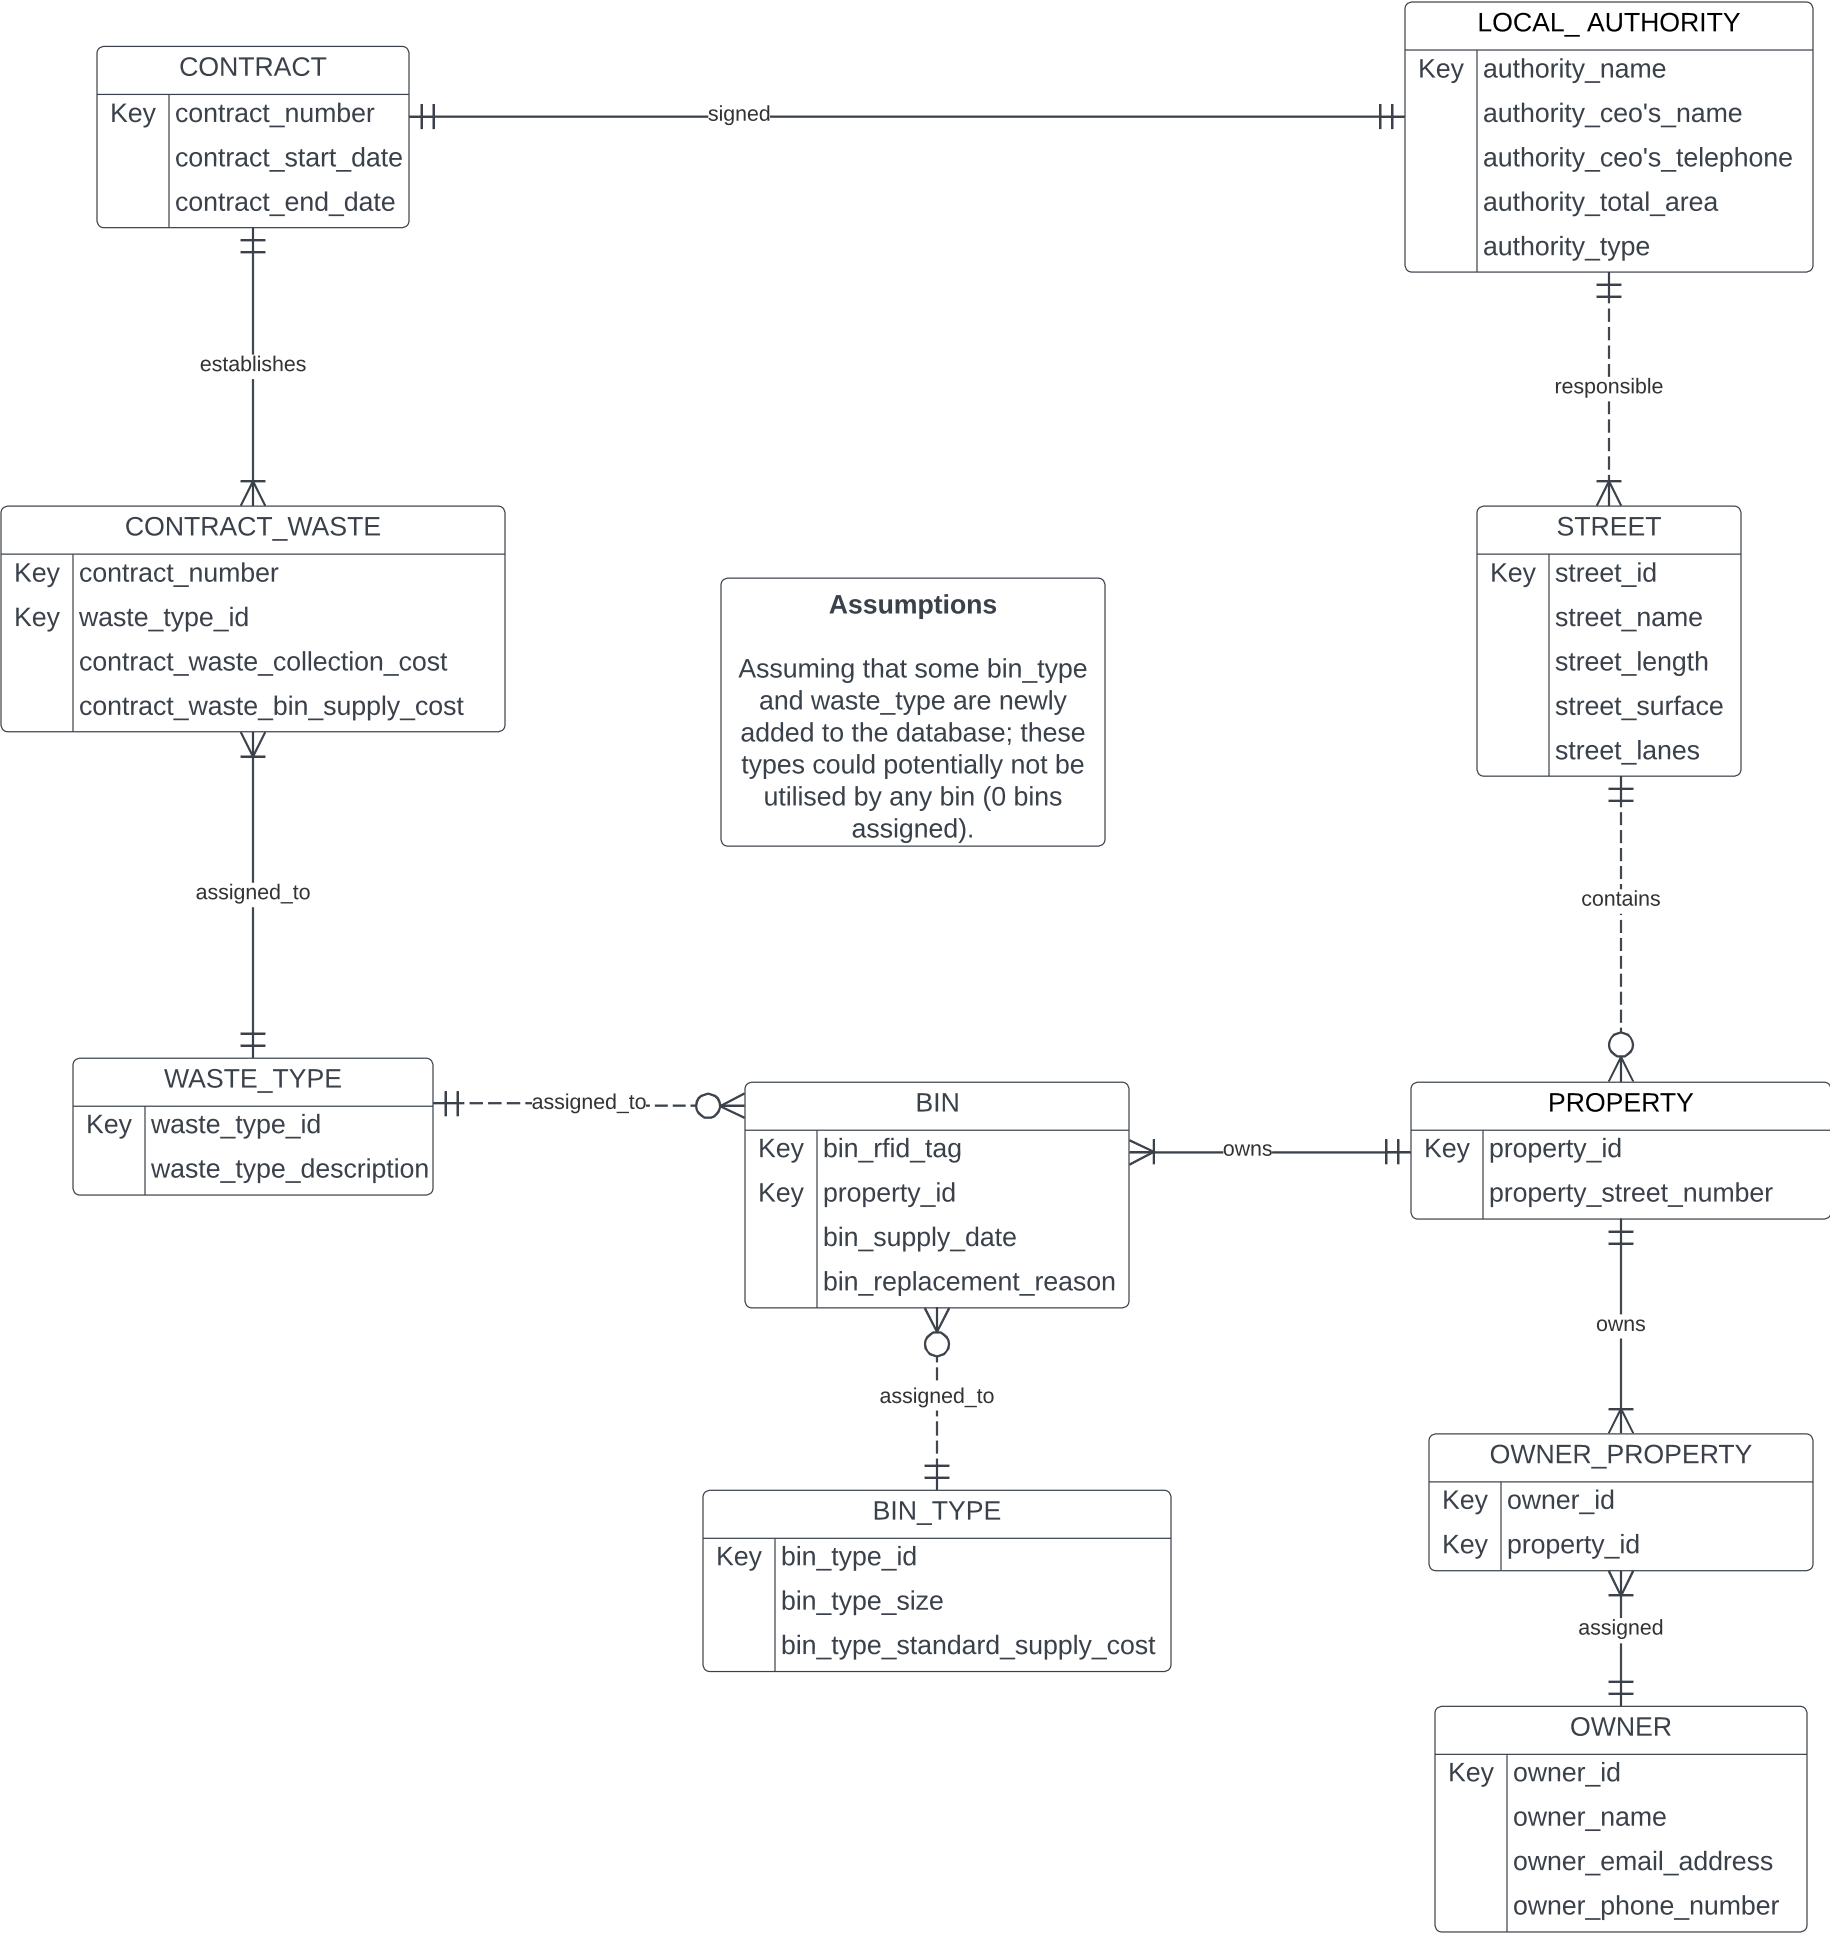 LOCAL_ AUTHORITY
Key authority_name
authority_ceo's_name
authority_ceo's_telephone
authority_total_area
authority_type
CONTRACT
Key contract_number
contract_start_date
contract_end_date
signed
establishes
responsible
CONTRACT_WASTE
Key contract_number
Key waste_type_id
contract_waste_collection_cost
contract_waste_bin_supply_cost
Assumptions
Assuming that some bin_type
and waste_type are newly
added to the database; these
types could potentially not be
utilised by any bin (0 bins
assigned).
STREET
Key street_id
street_name
street_length
street_surface
street_lanes
assigned_to
contains
WASTE_TYPE
Key waste_type_id
waste_type_description
assigned_to
BIN
Key bin_rfid_tag
Key property_id
bin_supply_date
bin_replacement_reason
owns
PROPERTY
Key property_id
property_street_number
owns
assigned_to
BIN_TYPE
Key bin_type_id
bin_type_size
bin_type_standard_supply_cost
OWNER_PROPERTY
Key owner_id
Key property_id
assigned
OWNER
Key owner_id
owner_name
owner_email_address
owner_phone_number